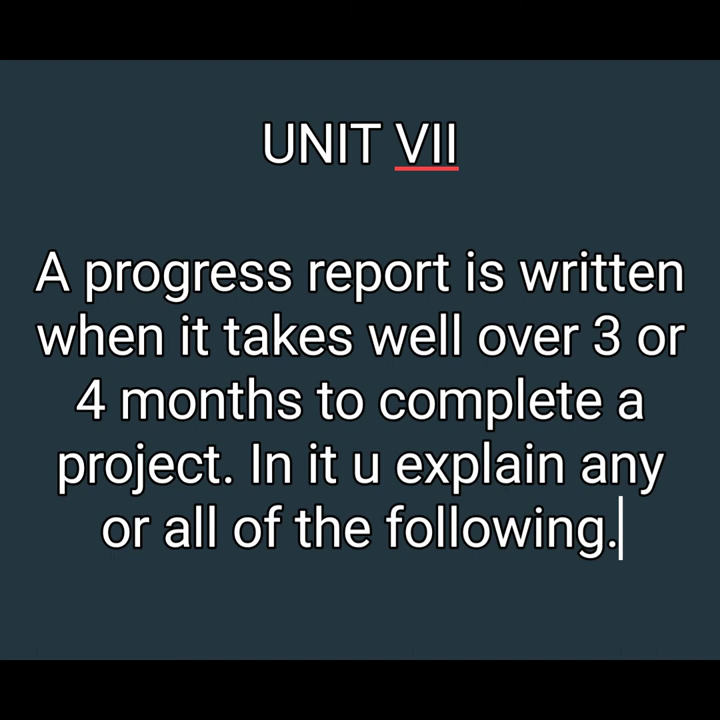 UNIT VII
A progress report is written
when it takes well over 3 or
4 months to complete a
project. In it u explain any
or all of the following.